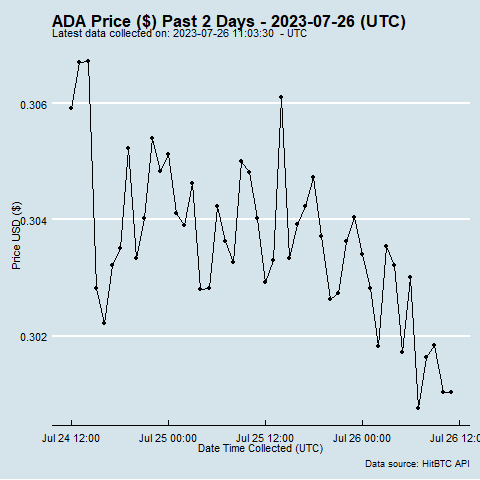 ADA Price ($) Past 2 Days - 2023-07-26 (UTC)
Latest data collected on: 2023-07-26 11:03:30 - UTC
0.306
0.304
0.302
Price USD ($)
Jul 24 12:00 Jul 25 00:00 Jul 25 12:00 Jul 26 00:00 Jul 26 12:0
Date Time Collected (UTC)
Data source: HitBTC API